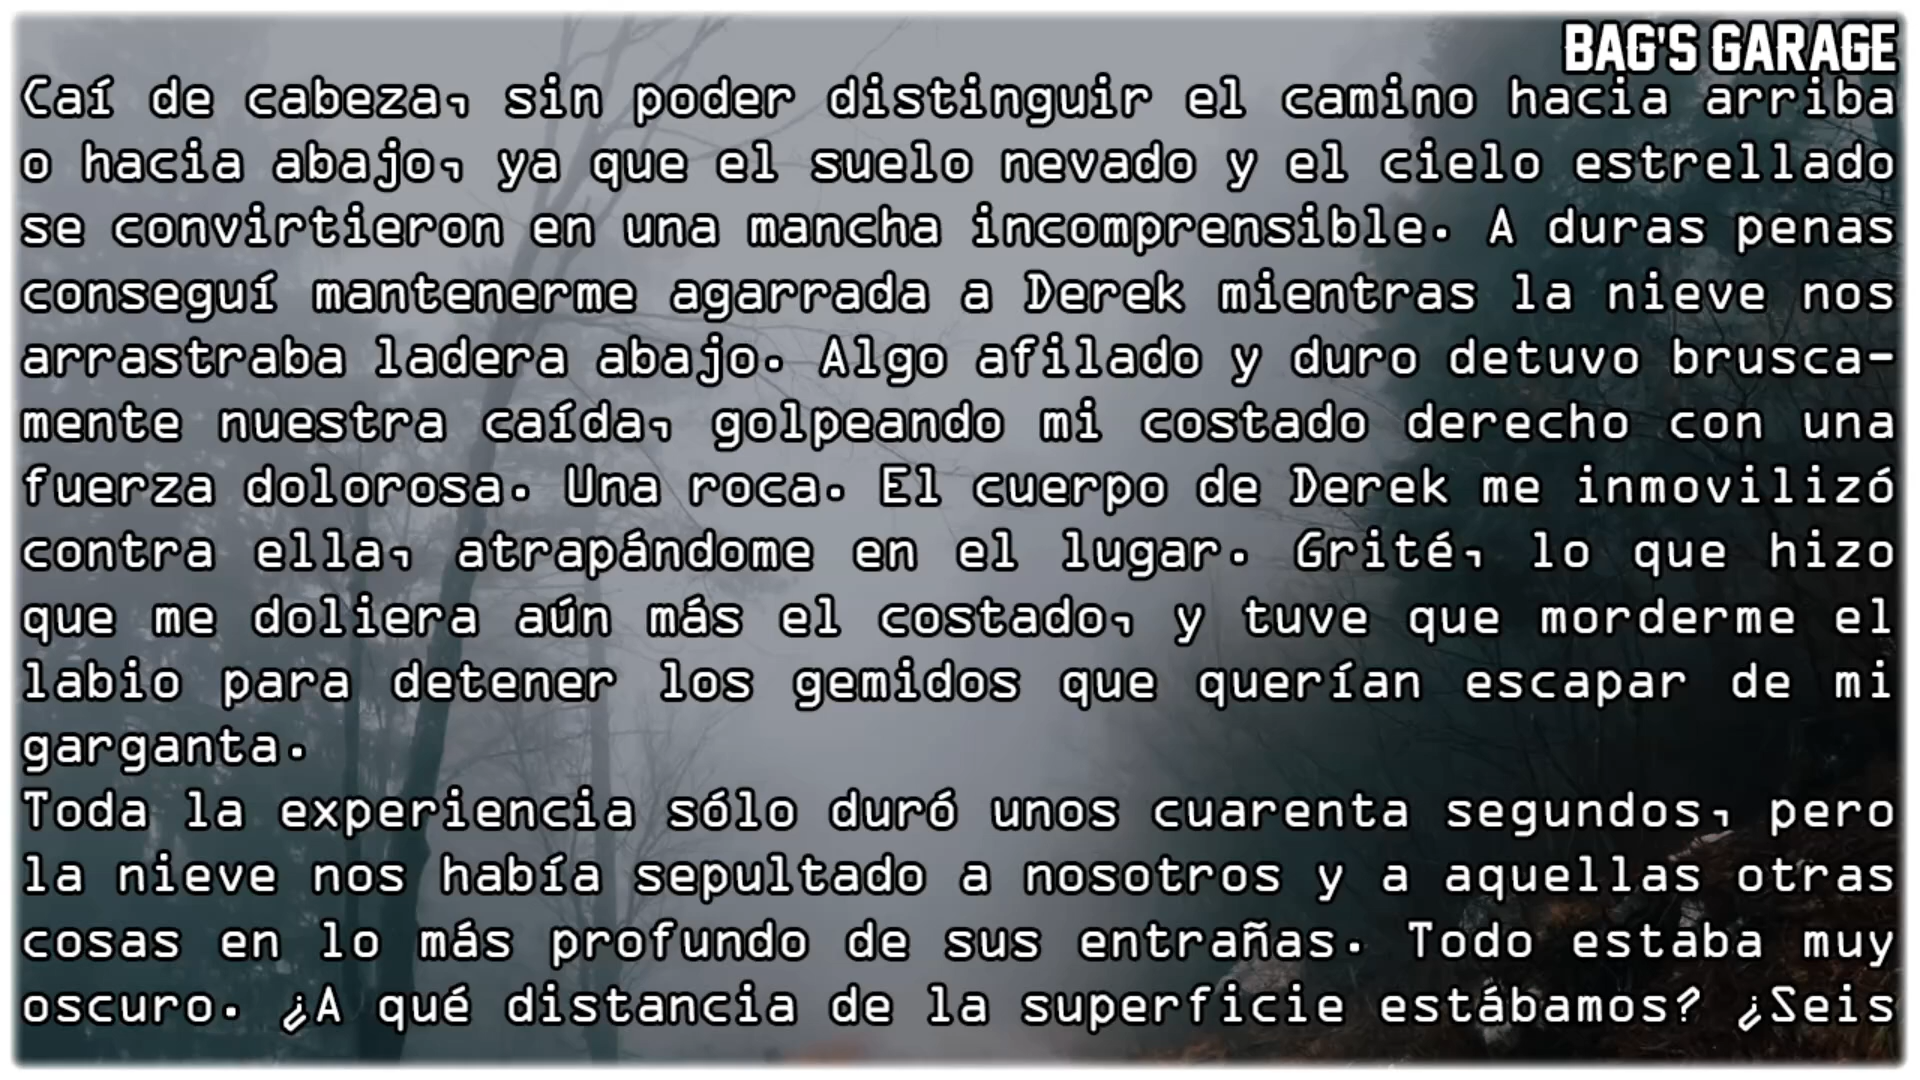 BAG'S GARAGE
Caí de cabeza, sin poder distinguir el camino hacia arriba
o hacia abajo, ya que el suelo nevado y el cielo estrellado
se convirtieron en una mancha incomprensible. A duras penas
conseguí mantenerme agarrada a Derek mientras la nieve nos
arrastraba ladera abajo. Algo afilado y duro detuvo brusca-
mente nuestra caída, golpeando mi costado derecho con una
fuerza dolorosa. Una roca. El cuerpo de Derek me inmovilizó
contra ella, atrapándome en el lugar. Grité, lo que hizo
que me doliera aún más el costado, y tuve que morderme el
labio para detener los gemidos que querían escapar de mi
garganta.
Toda la experiencia sólo duró unos cuarenta segundos, pero
la nieve nos había sepultado a nosotros y a aquellas otras
cosas en lo más profundo de sus entrañas. Todo estaba muy
oscuro. ¿A qué distancia de la superficie estábamos? ¿Seis